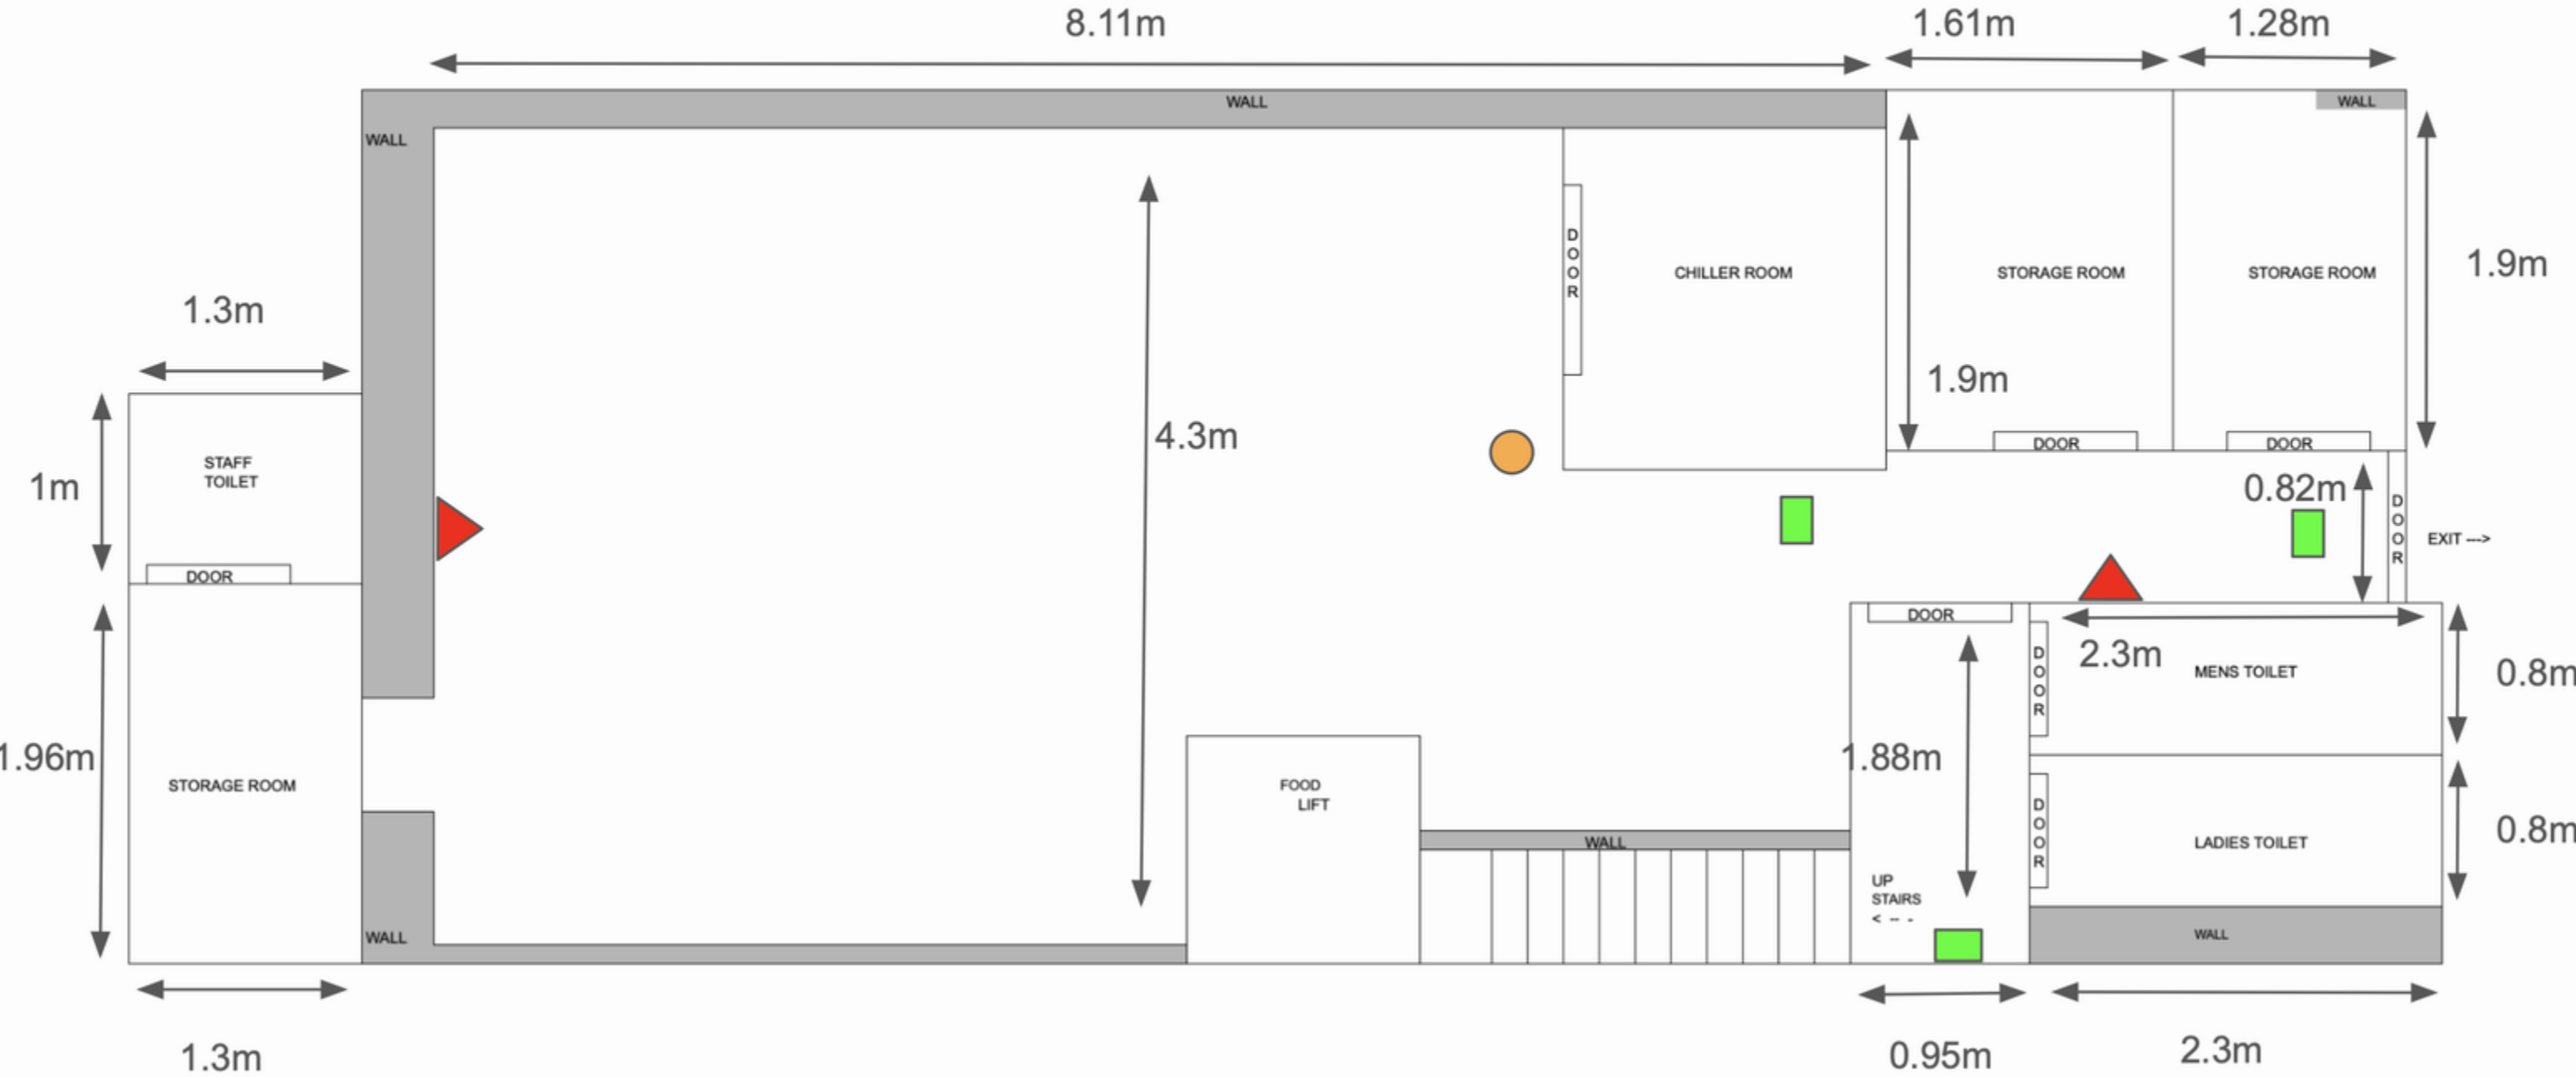 8.11m
1.61m
1.28m
WALL
WALL
WALL
1.9m
CHILLER ROOM
STORAGE ROOM
STORAGE ROOM
DOOR
1.3m
1.9m
4.3m
DOOR
DOOR
STAFF
TOILET
1m
0.82m
DOOR
EXIT --->
DOOR
DOOR
2.3m
DOOR
MENS TOILET
0.8m
1.96m
STORAGE ROOM
FOOD
LIFT
1.88m
WALL
DOOR
LADIES TOILET
0.8m
UP
STAIRS
< -- -
WALL
WALL
1.3m
0.95m
2.3m